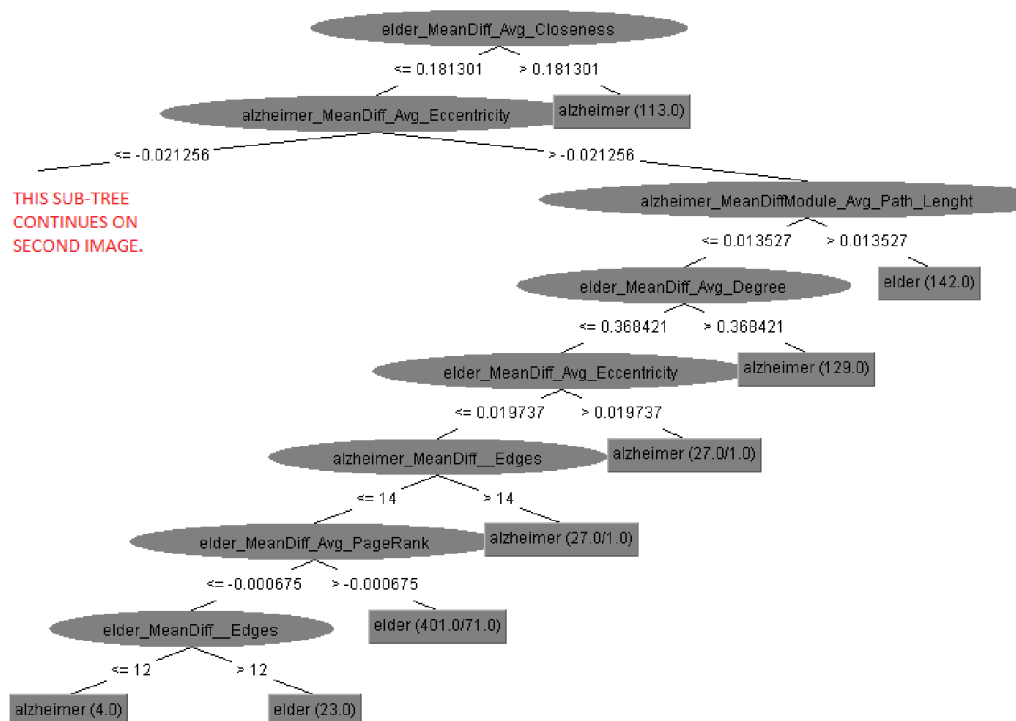 elder_MeanDiff_Avg_Closeness
<= 0.181301 > 0.181301
alzheimer_MeanDiff_Avg_Eccentricity
alzheimer (113.0)
<= -0.021256
> -0.021256
THIS SUB-TREE
CONTINUES ON
SECOND IMAGE.
alzheimer_MeanDiffModule_Avg_Path_Lenght
<= 0.013527 > 0.013527
elder_MeanDiff_Avg_Degree
elder (142.0)
<= 0.368421 > 0.368421
elder_MeanDiff_Avg_Eccentricity
alzheimer (129.0)
<= 0.019737 > 0.019737
alzheimer_MeanDiff__Edges
alzheimer (27.0/1.0)
<= 14 > 14
elder_MeanDiff_Avg_PageRank
alzheimer (27.0/1.0)
<= -0.000675 > -0.000675
elder_MeanDiff__Edges
elder (401.0/71.0)
<= 12 > 12
alzheimer (4.0)
elder (23.0)